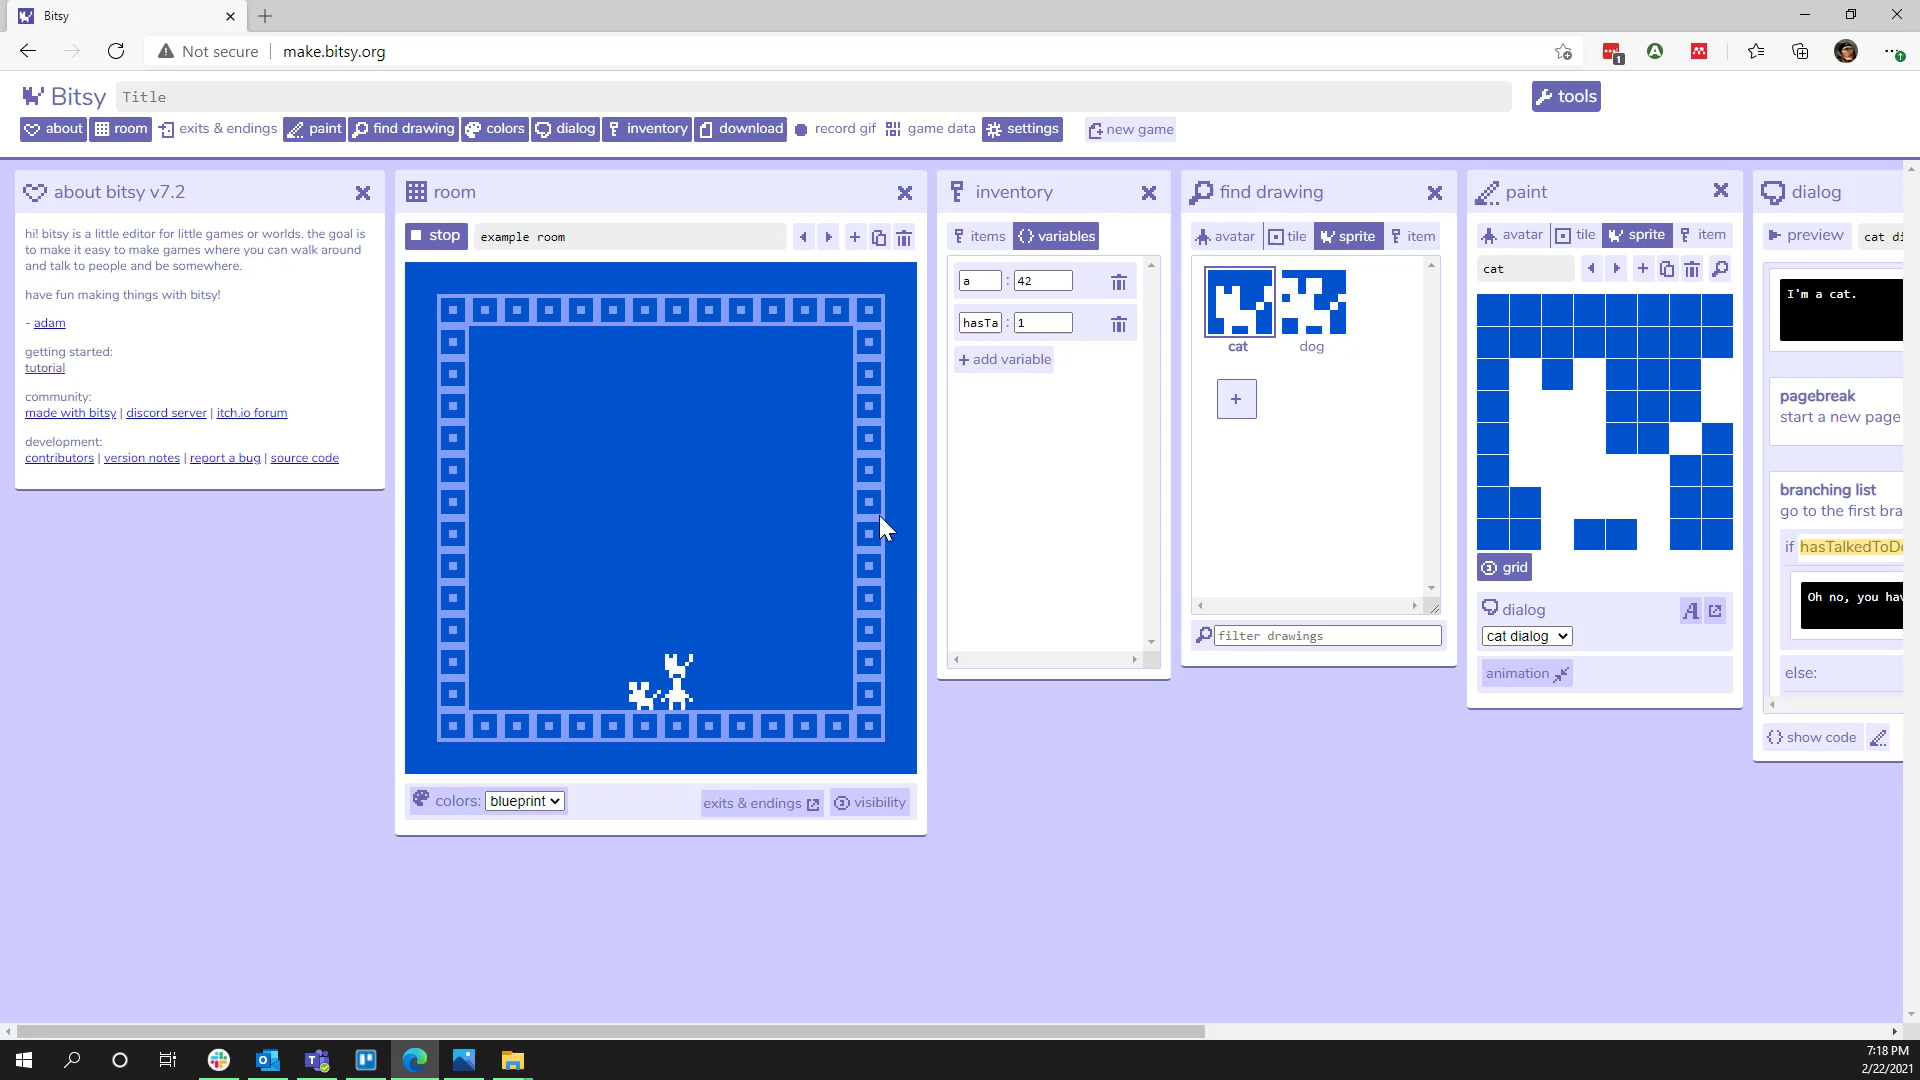 Bitsy
Not secure make.bitsy.org
1
Bitsy Title tools
about room exits & endings paint find drawing colors dialog inventory download record gif game data settings new game
about bitsy v7.2
hi! bitsy is a little editor for little games or worlds. the goal is
to make it easy to make games where you can walk around
and talk to people and be somewhere.
have fun making things with bitsy!
- adam
getting started:
tutorial
community:
made with bitsy | discord server | itch.io forum
development:
contributors | version notes | report a bug | source code
room
stop example room
colors: blueprint exits & endings visibility
inventory
items variables
a : 42
hasTa : 1
+ add variable
find drawing
avatar tile sprite item
cat dog
+
filter drawings
paint
avatar tile sprite item
cat
grid
dialog
cat dialog
animation
dialog
preview cat di
I'm a cat.
pagebreak
start a new page
branching list
go to the first bra
if hasTalkedToDo
Oh no, you hav
else:
show code
7:18 PM
2/22/2021